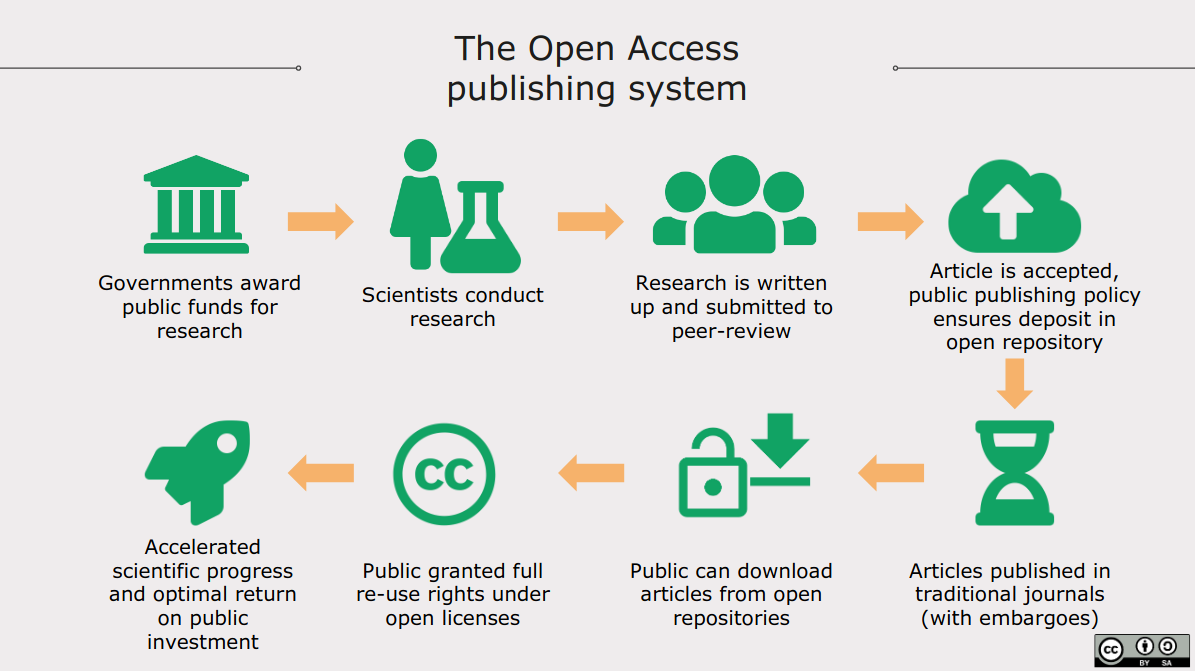 The Open Access
publishing system
Governments award
public funds for
research
Scientists conduct
research
Research is written
up and submitted to
peer-review
Article is accepted,
public publishing policy
ensures deposit in
open repository
Accelerated
scientific progress
and optimal return
on public
investment
CC
Public granted full
re-use rights under
open licenses
Public can download
articles from open
repositories
Articles published in
traditional journals
(with embargoes)
cc
BY SA